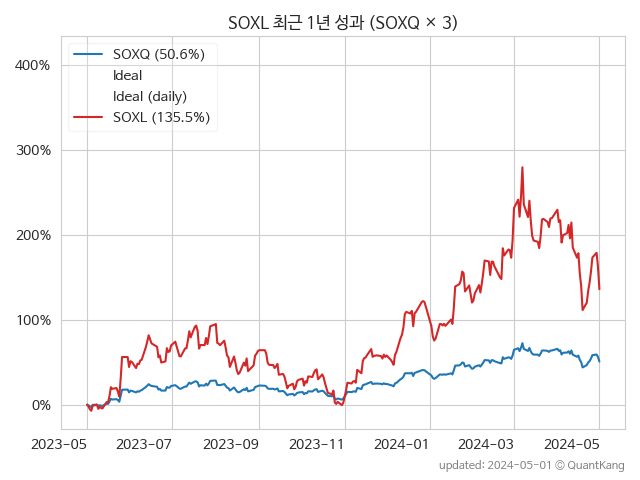 SOXL 최근 1년 성과 (SOXQ × 3)
SOXQ (50.6%)
Ideal
Ideal (daily)
SOXL (135.5%)
400%
300%
200%
100%
0%
2023-05 2023-07 2023-09 2023-11 2024-01 2024-03 2024-05
updated: 2024-05-01 © QuantKang